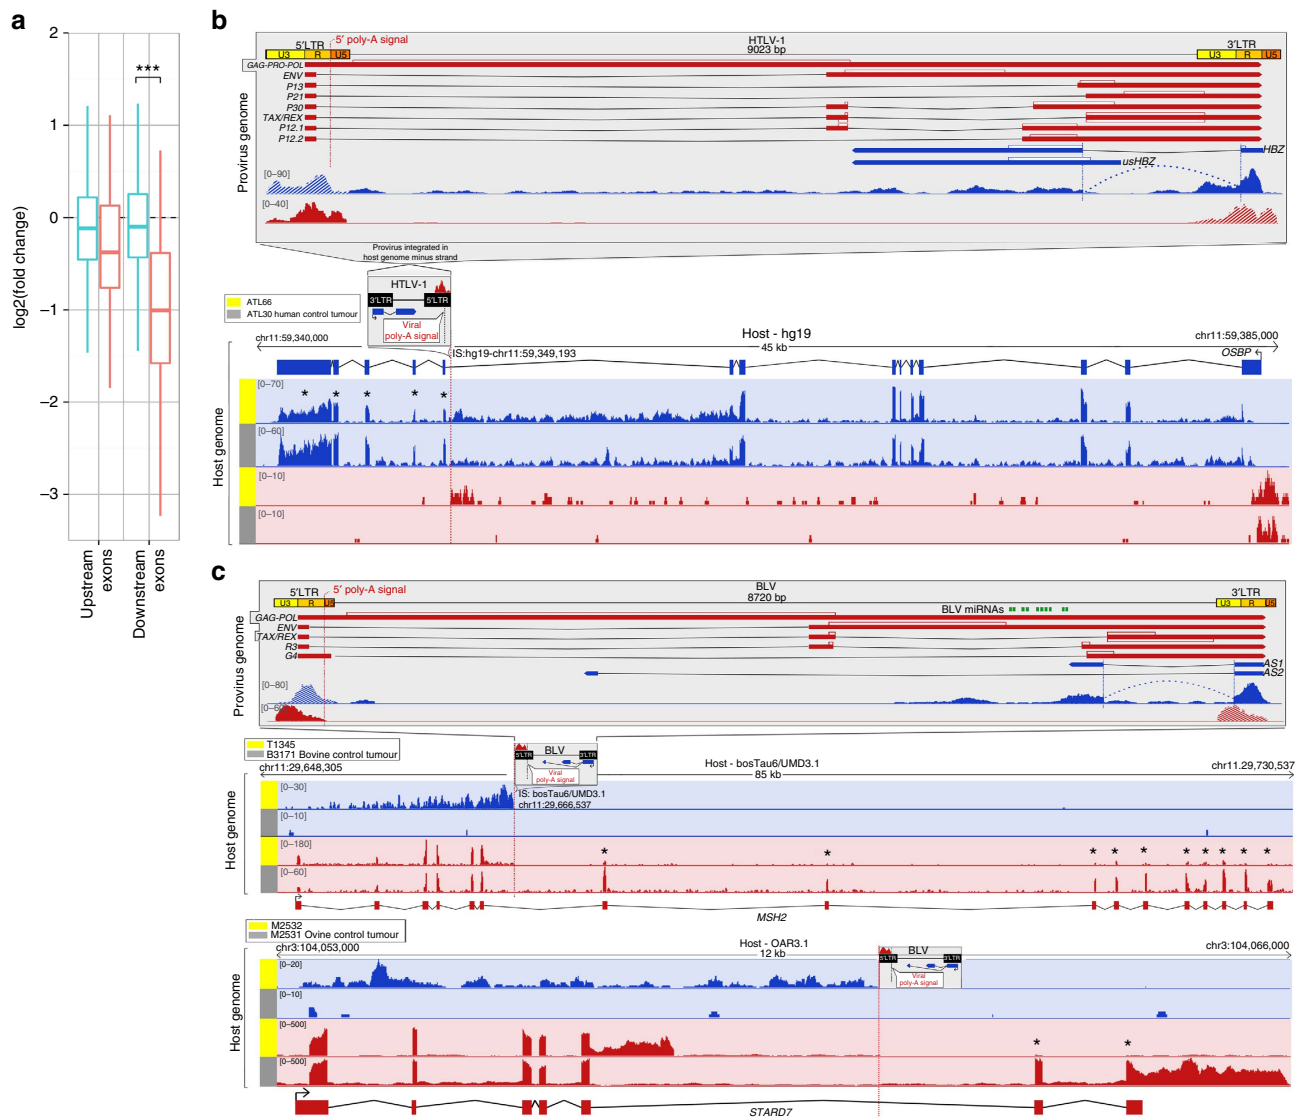 a
2
1
0
−1
−2
−3
log2(fold change)
***
Upstream exons
Downstream exons
b
HTLV-1
9023 bp
5′LTR
5′ poly-A signal
3′LTR
U3 R U5
U3 R U5
Provirus genome
GAG-PRO-POL
ENV
P13
P21
P30
TAX/REX
P12.1
P12.2
HBZ
usHBZ
[0–90]
[0–40]
Provirus integrated in
host genome minus strand
HTLV-1
3′LTR 5′LTR
Viral
poly-A signal
ATL66
ATL30 human control tumour
chr11:59,340,000
Host - hg19
45 kb
chr11:59,385,000
IS:hg19-chr11:59,349,193
OSBP
Host genome
[0–70]
* * * * *
[0–60]
[0–10]
[0–10]
c
BLV
8720 bp
5′LTR
5′ poly-A signal
3′LTR
U3 R U5
U3 R U5
BLV miRNAs
Provirus genome
GAG-POL
ENV
TAX/REX
R3
G4
AS1
AS2
[0–80]
T1345
B3171 Bovine control tumour
BLV
5′LTR 3′LTR
Viral
poly-A signal
chr11:29,648,305
Host - bosTau6/UMD3.1
85 kb
chr11.29,730,537
IS: bosTau6/UMD3.1
chr11:29,666,537
Host genome
[0–30]
[0–10]
[0–180]
* * * * * * * * * *
[0–60]
MSH2
M2532
M2531 Ovine control tumour
chr3:104,053,000
Host - OAR3.1
12 kb
chr3:104,066,000
BLV
5′LTR 3′LTR
Viral
poly-A signal
Host genome
[0–20]
[0–10]
[0–500]
* *
[0–500]
STARD7